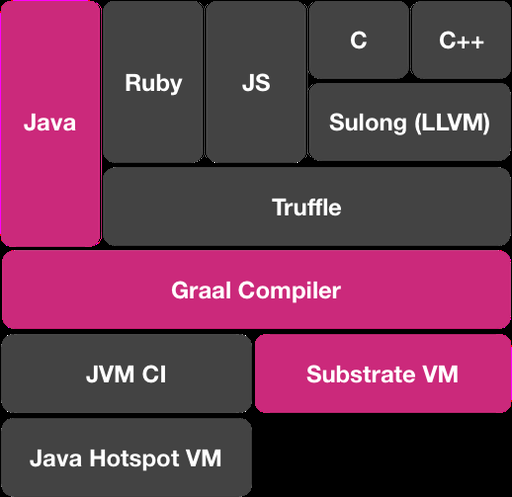 C
C++
Java
Ruby
JS
Sulong (LLVM)
Truffle
Graal Compiler
JVM CI
Substrate VM
Java Hotspot VM